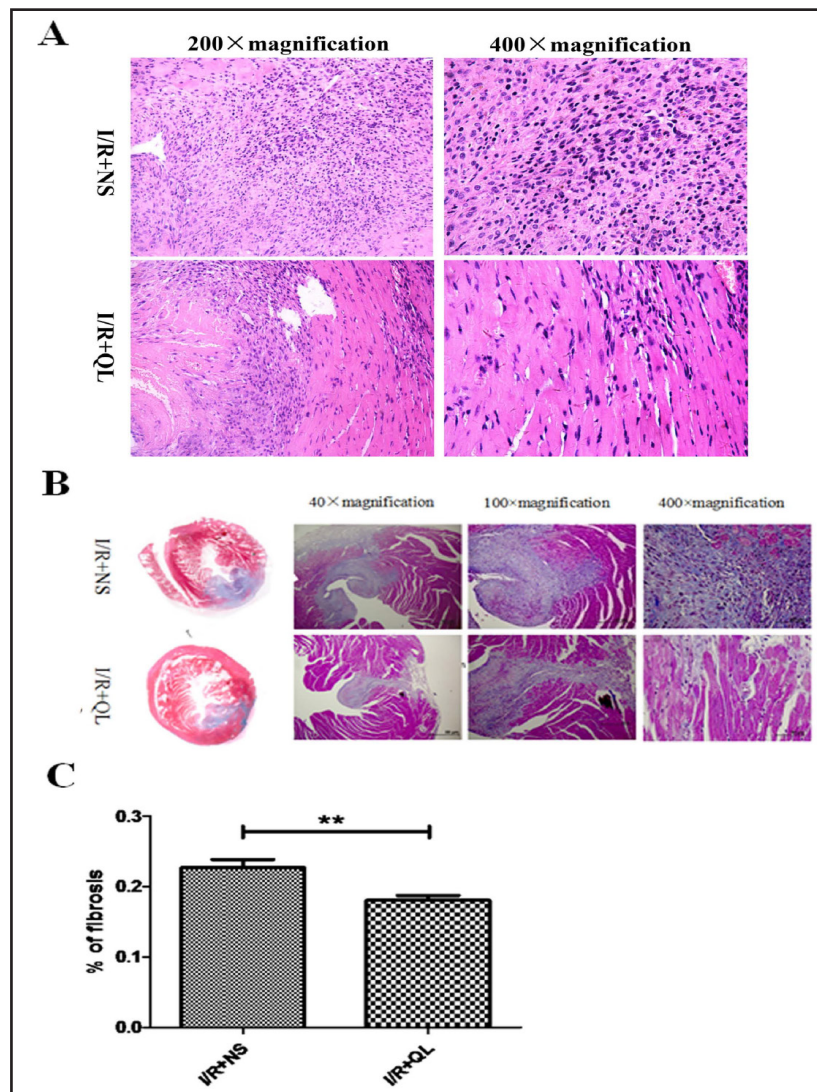 A
200×magnification 400×magnification
I/R+NS
I/R+QL
B
40×magnification 100×magnification 400×magnification
I/R+NS
I/R+QL
C
0.3
**
0.2
0.1
0.0
% of fibrosis
I/R+NS I/R+QL